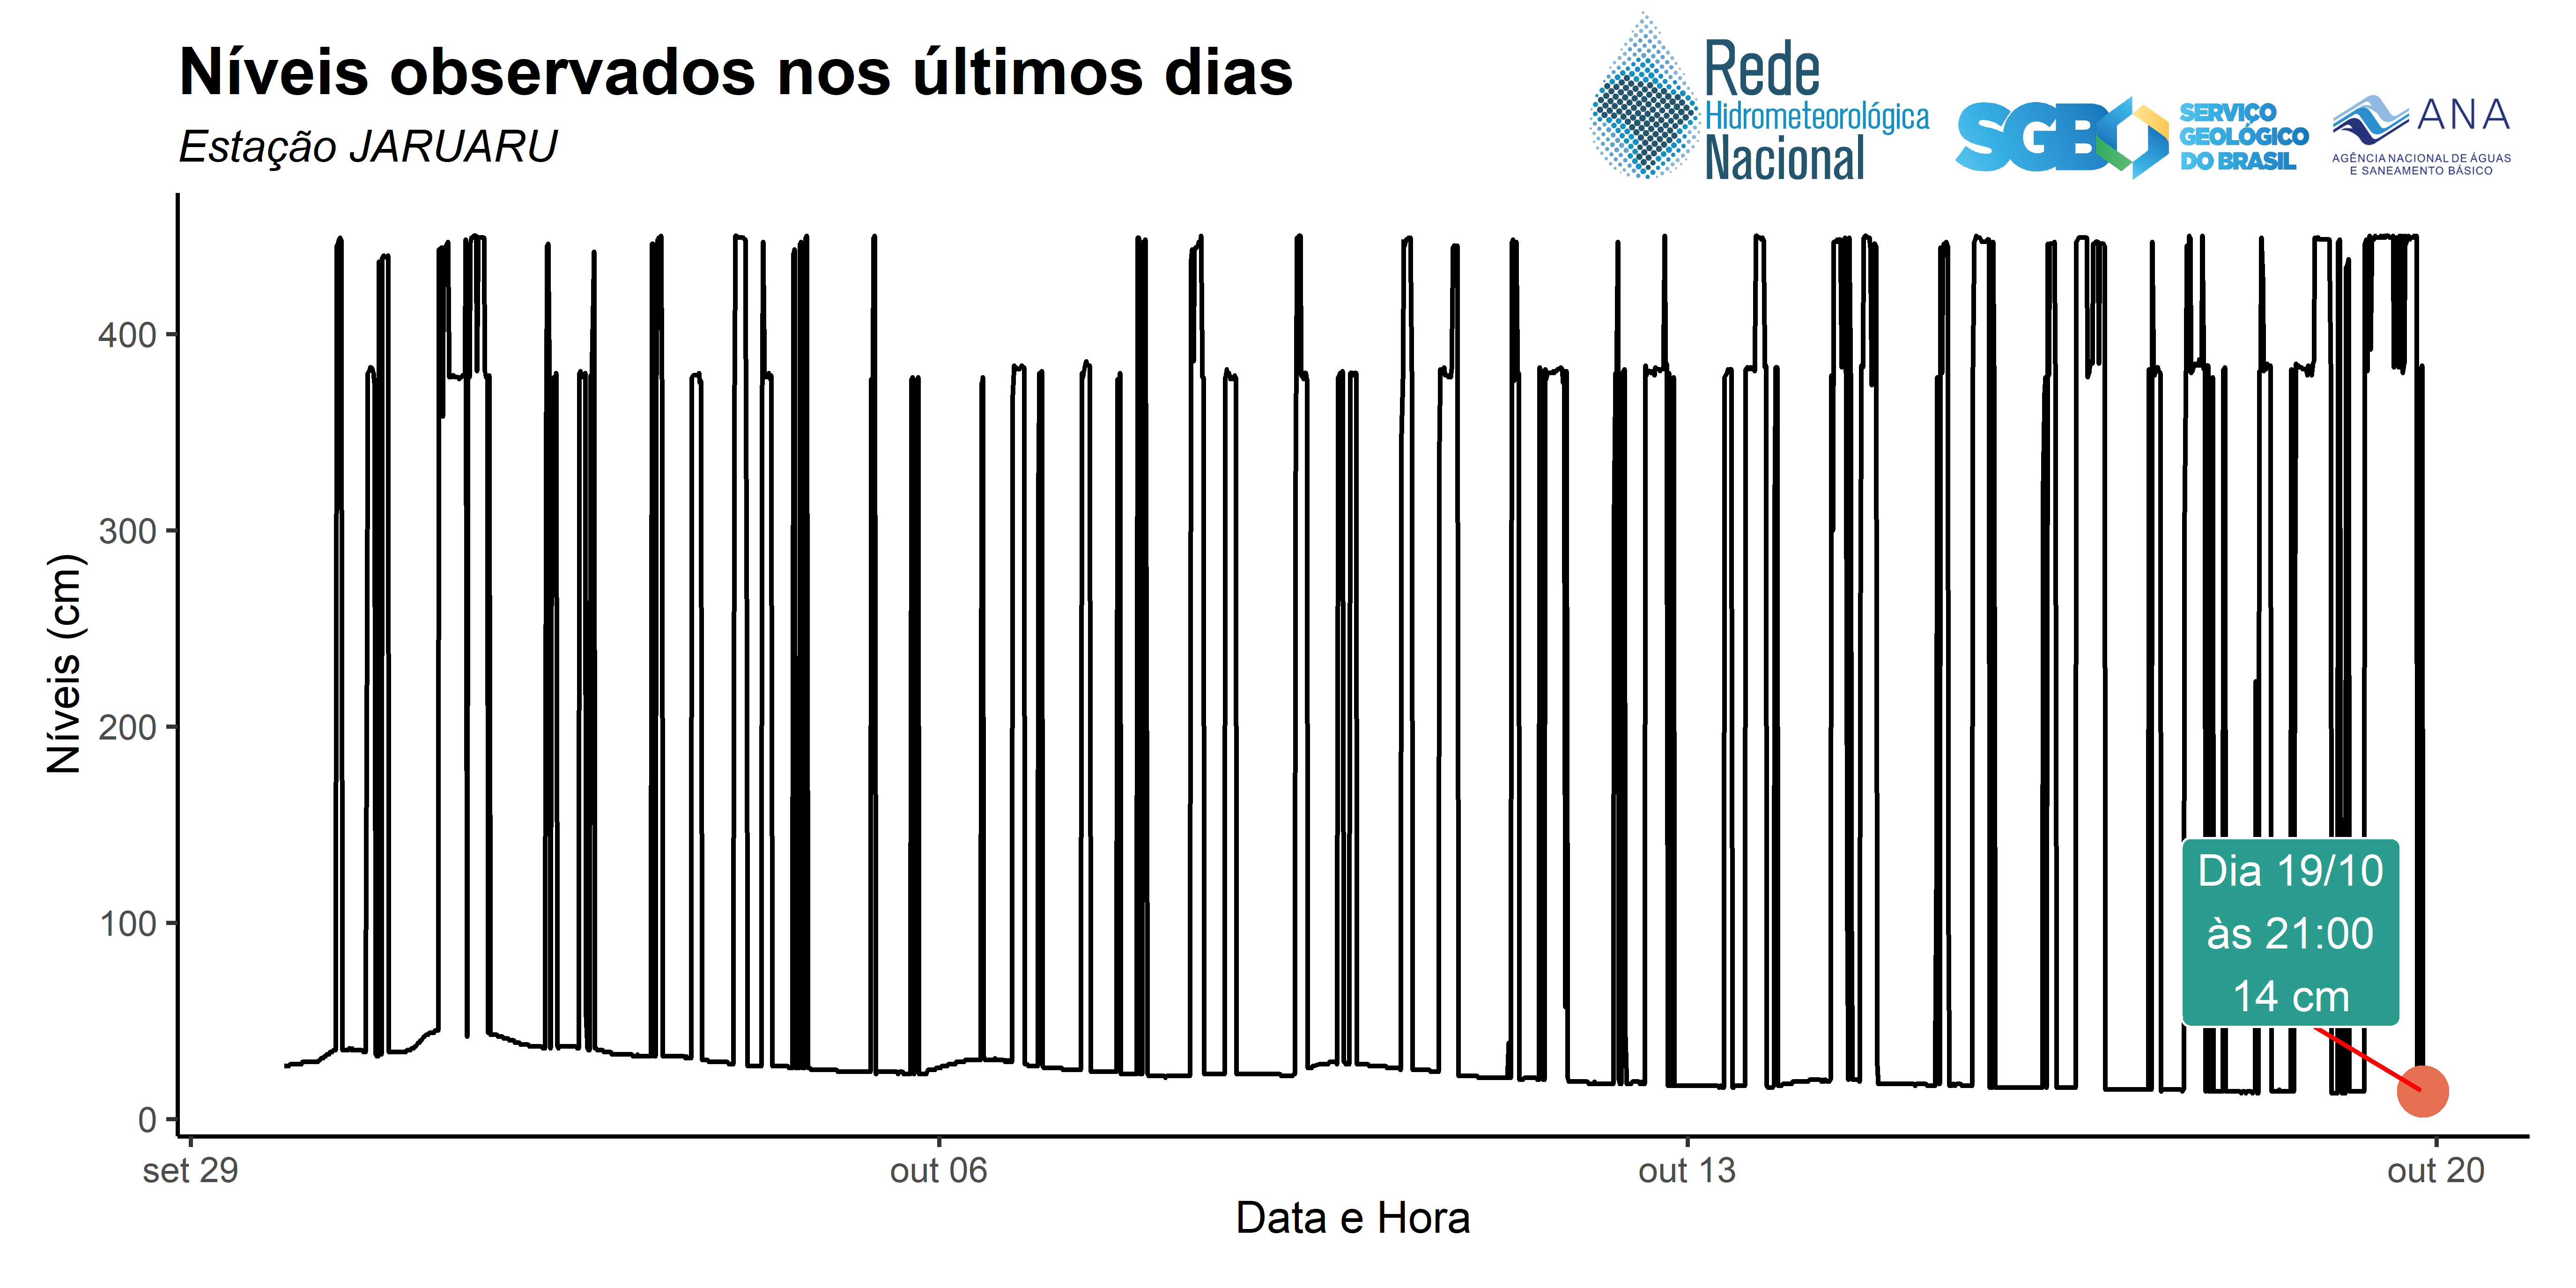 Níveis observados nos últimos dias
Estação JARUARU
Rede
Hidrometeorológica
Nacional
SGB
SERVIÇO
GEOLÓGICO
DO BRASIL
ANA
AGÊNCIA NACIONAL DE ÁGUAS
E SANEAMENTO BÁSICO
Níveis (cm)
400
300
200
100
0
Dia 19/10
às 21:00
14 cm
set 29
out 06
out 13
out 20
Data e Hora